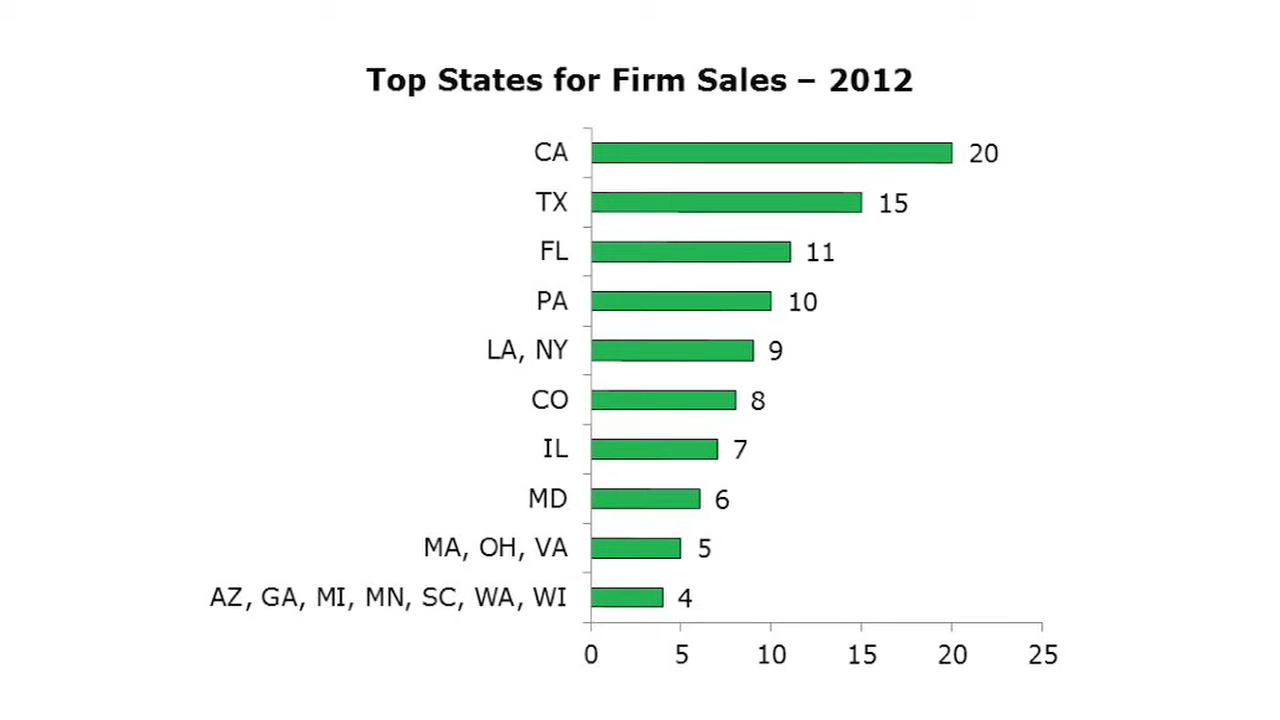 Top States for Firm Sales – 2012
CA 20
TX 15
FL 11
PA 10
LA, NY 9
CO 8
IL 7
MD 6
MA, OH, VA 5
AZ, GA, MI, MN, SC, WA, WI 4
0 5 10 15 20 25